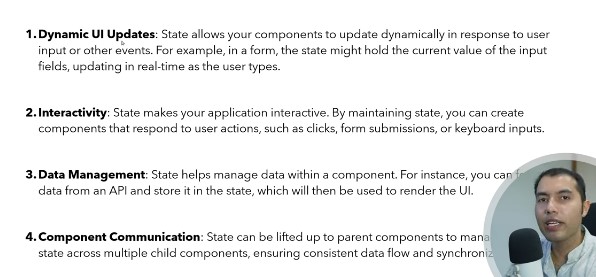 1. Dynamic UI Updates: State allows your components to update dynamically in response to user
input or other events. For example, in a form, the state might hold the current value of the input
fields, updating in real-time as the user types.
2. Interactivity: State makes your application interactive. By maintaining state, you can create
components that respond to user actions, such as clicks, form submissions, or keyboard inputs.
3. Data Management: State helps manage data within a component. For instance, you can
data from an API and store it in the state, which will then be used to render the UI.
4. Component Communication: State can be lifted up to parent components to
state across multiple child components, ensuring consistent data flow and